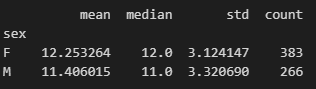 mean median std count
sex
F 12.253264 12.0 3.124147 383
M 11.406015 11.0 3.320690 266